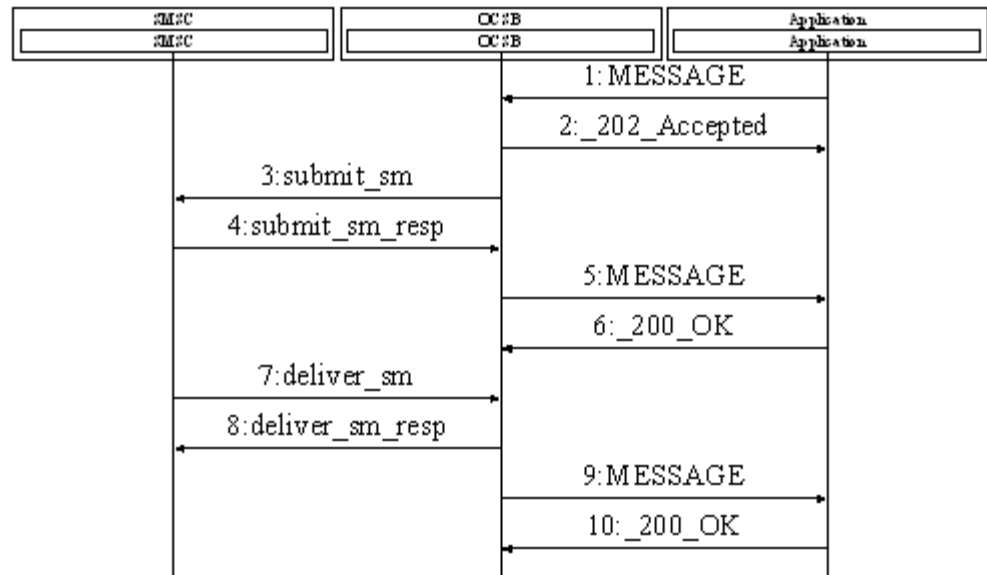 SMSC OCSB Application
SMSC OCSB Application
1:MESSAGE
2:_202_Accepted
3:submit_sm
4:submit_sm_resp
5:MESSAGE
6:_200_OK
7:deliver_sm
8:deliver_sm_resp
9:MESSAGE
10:_200_OK